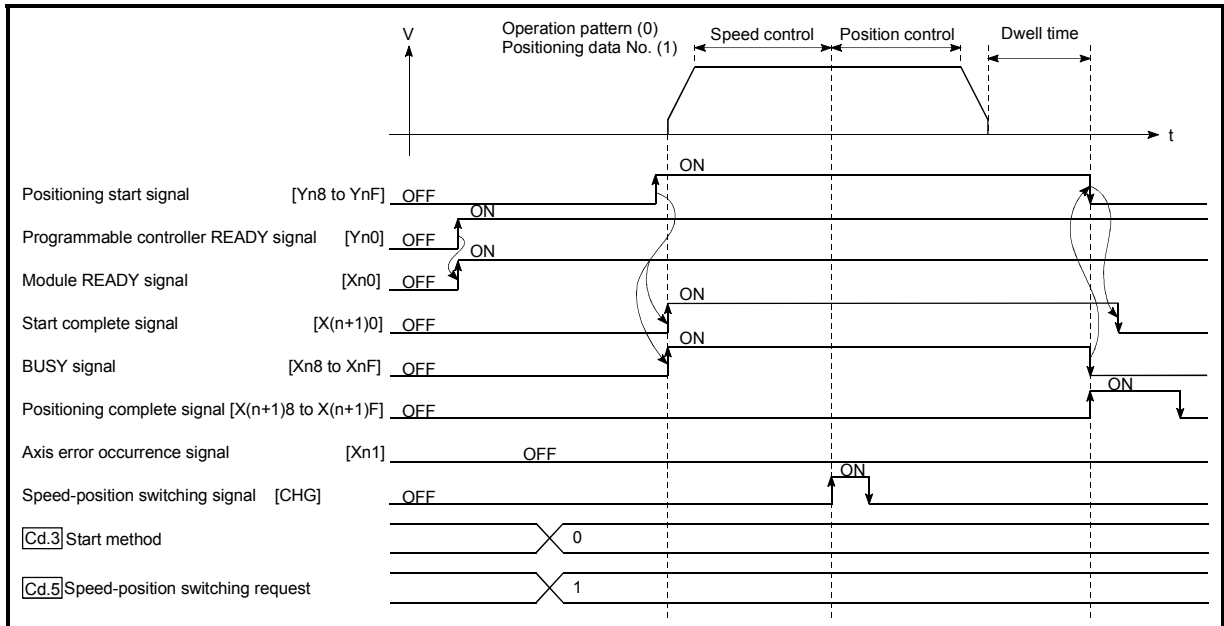 V
Operation pattern (0)
Positioning data No. (1)
Speed control
Position control
Dwell time
t
ON
Positioning start signal [Yn8 to YnF] OFF
ON
Programmable controller READY signal [Yn0] OFF
ON
Module READY signal [Xn0] OFF
ON
Start complete signal [X(n+1)0] OFF
ON
BUSY signal [Xn8 to XnF] OFF
ON
Positioning complete signal [X(n+1)8 to X(n+1)F] OFF
Axis error occurrence signal [Xn1] OFF
ON
Speed-position switching signal [CHG] OFF
Cd.3 Start method 0
Cd.5 Speed-position switching request 1